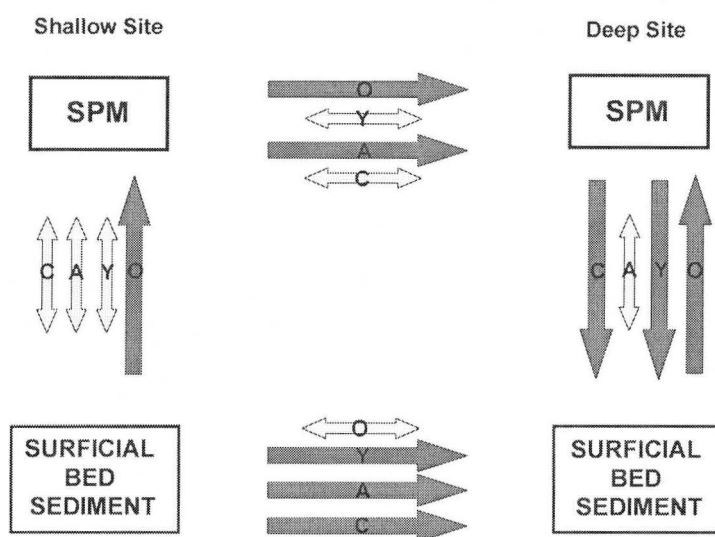 Shallow Site
Deep Site
SPM
O
Y
A
C
SPM
C A Y O
C A Y O
SURFICIAL
BED
SEDIMENT
O
Y
A
C
SURFICIAL
BED
SEDIMENT